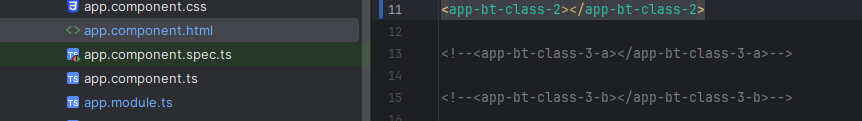 app.component.css
app.component.html
app.component.spec.ts
app.component.ts
app.module.ts
11 <app-bt-class-2></app-bt-class-2>
12
13 <!--<app-bt-class-3-a></app-bt-class-3-a>-->
14
15 <!--<app-bt-class-3-b></app-bt-class-3-b>-->
16